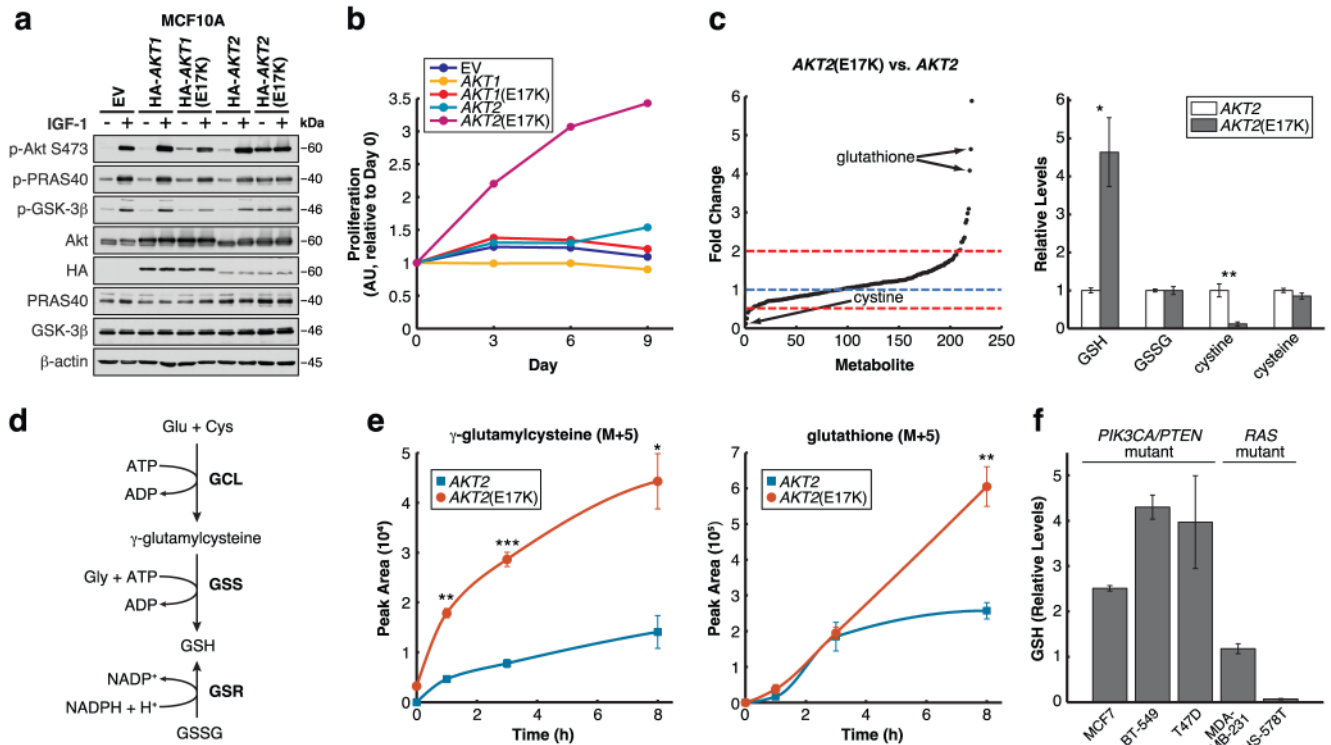 a
MCF10A
EV
HA-AKT1
HA-AKT1 (E17K)
HA-AKT2
HA-AKT2 (E17K)
IGF-1 - + - + - + - + - + kDa
p-Akt S473 -60
p-PRAS40 -40
p-GSK-3β -46
Akt -60
HA -60
PRAS40 -40
GSK-3β -46
β-actin -45
b
EV
AKT1
AKT1(E17K)
AKT2
AKT2(E17K)
Proliferation
(AU, relative to Day 0)
3.5
3
2.5
2
1.5
1
0.5
0
0 3 6 9
Day
c
AKT2(E17K) vs. AKT2
Fold Change
6
5
4
3
2
1
0
glutathione
cystine
0 50 100 150 200 250
Metabolite
Relative Levels
6
5
4
3
2
1
0
AKT2
AKT2(E17K)
*
**
GSH
GSSG
cystine
cysteine
d
Glu + Cys
ATP
ADP
GCL
γ-glutamylcysteine
Gly + ATP
ADP
GSS
GSH
NADP+
NADPH + H+
GSR
GSSG
e
γ-glutamylcysteine (M+5)
AKT2
AKT2(E17K)
Peak Area (10⁴)
5
4
3
2
1
0
**
***
*
0 2 4 6 8
Time (h)
glutathione (M+5)
AKT2
AKT2(E17K)
Peak Area (10⁵)
7
6
5
4
3
2
1
0
**
0 2 4 6 8
Time (h)
f
PIK3CA/PTEN
mutant
RAS
mutant
GSH (Relative Levels)
5
4
3
2
1
0
MCF7
BT-549
T47D
MDA-